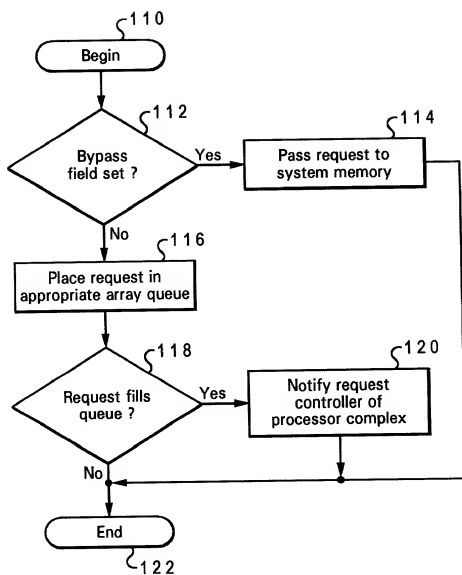 110
Begin
112
Bypass
field set ?
Yes
114
Pass request to
system memory
No
116
Place request in
appropriate array queue
118
Request fills
queue ?
Yes
120
Notify request
controller of
processor complex
No
End
122